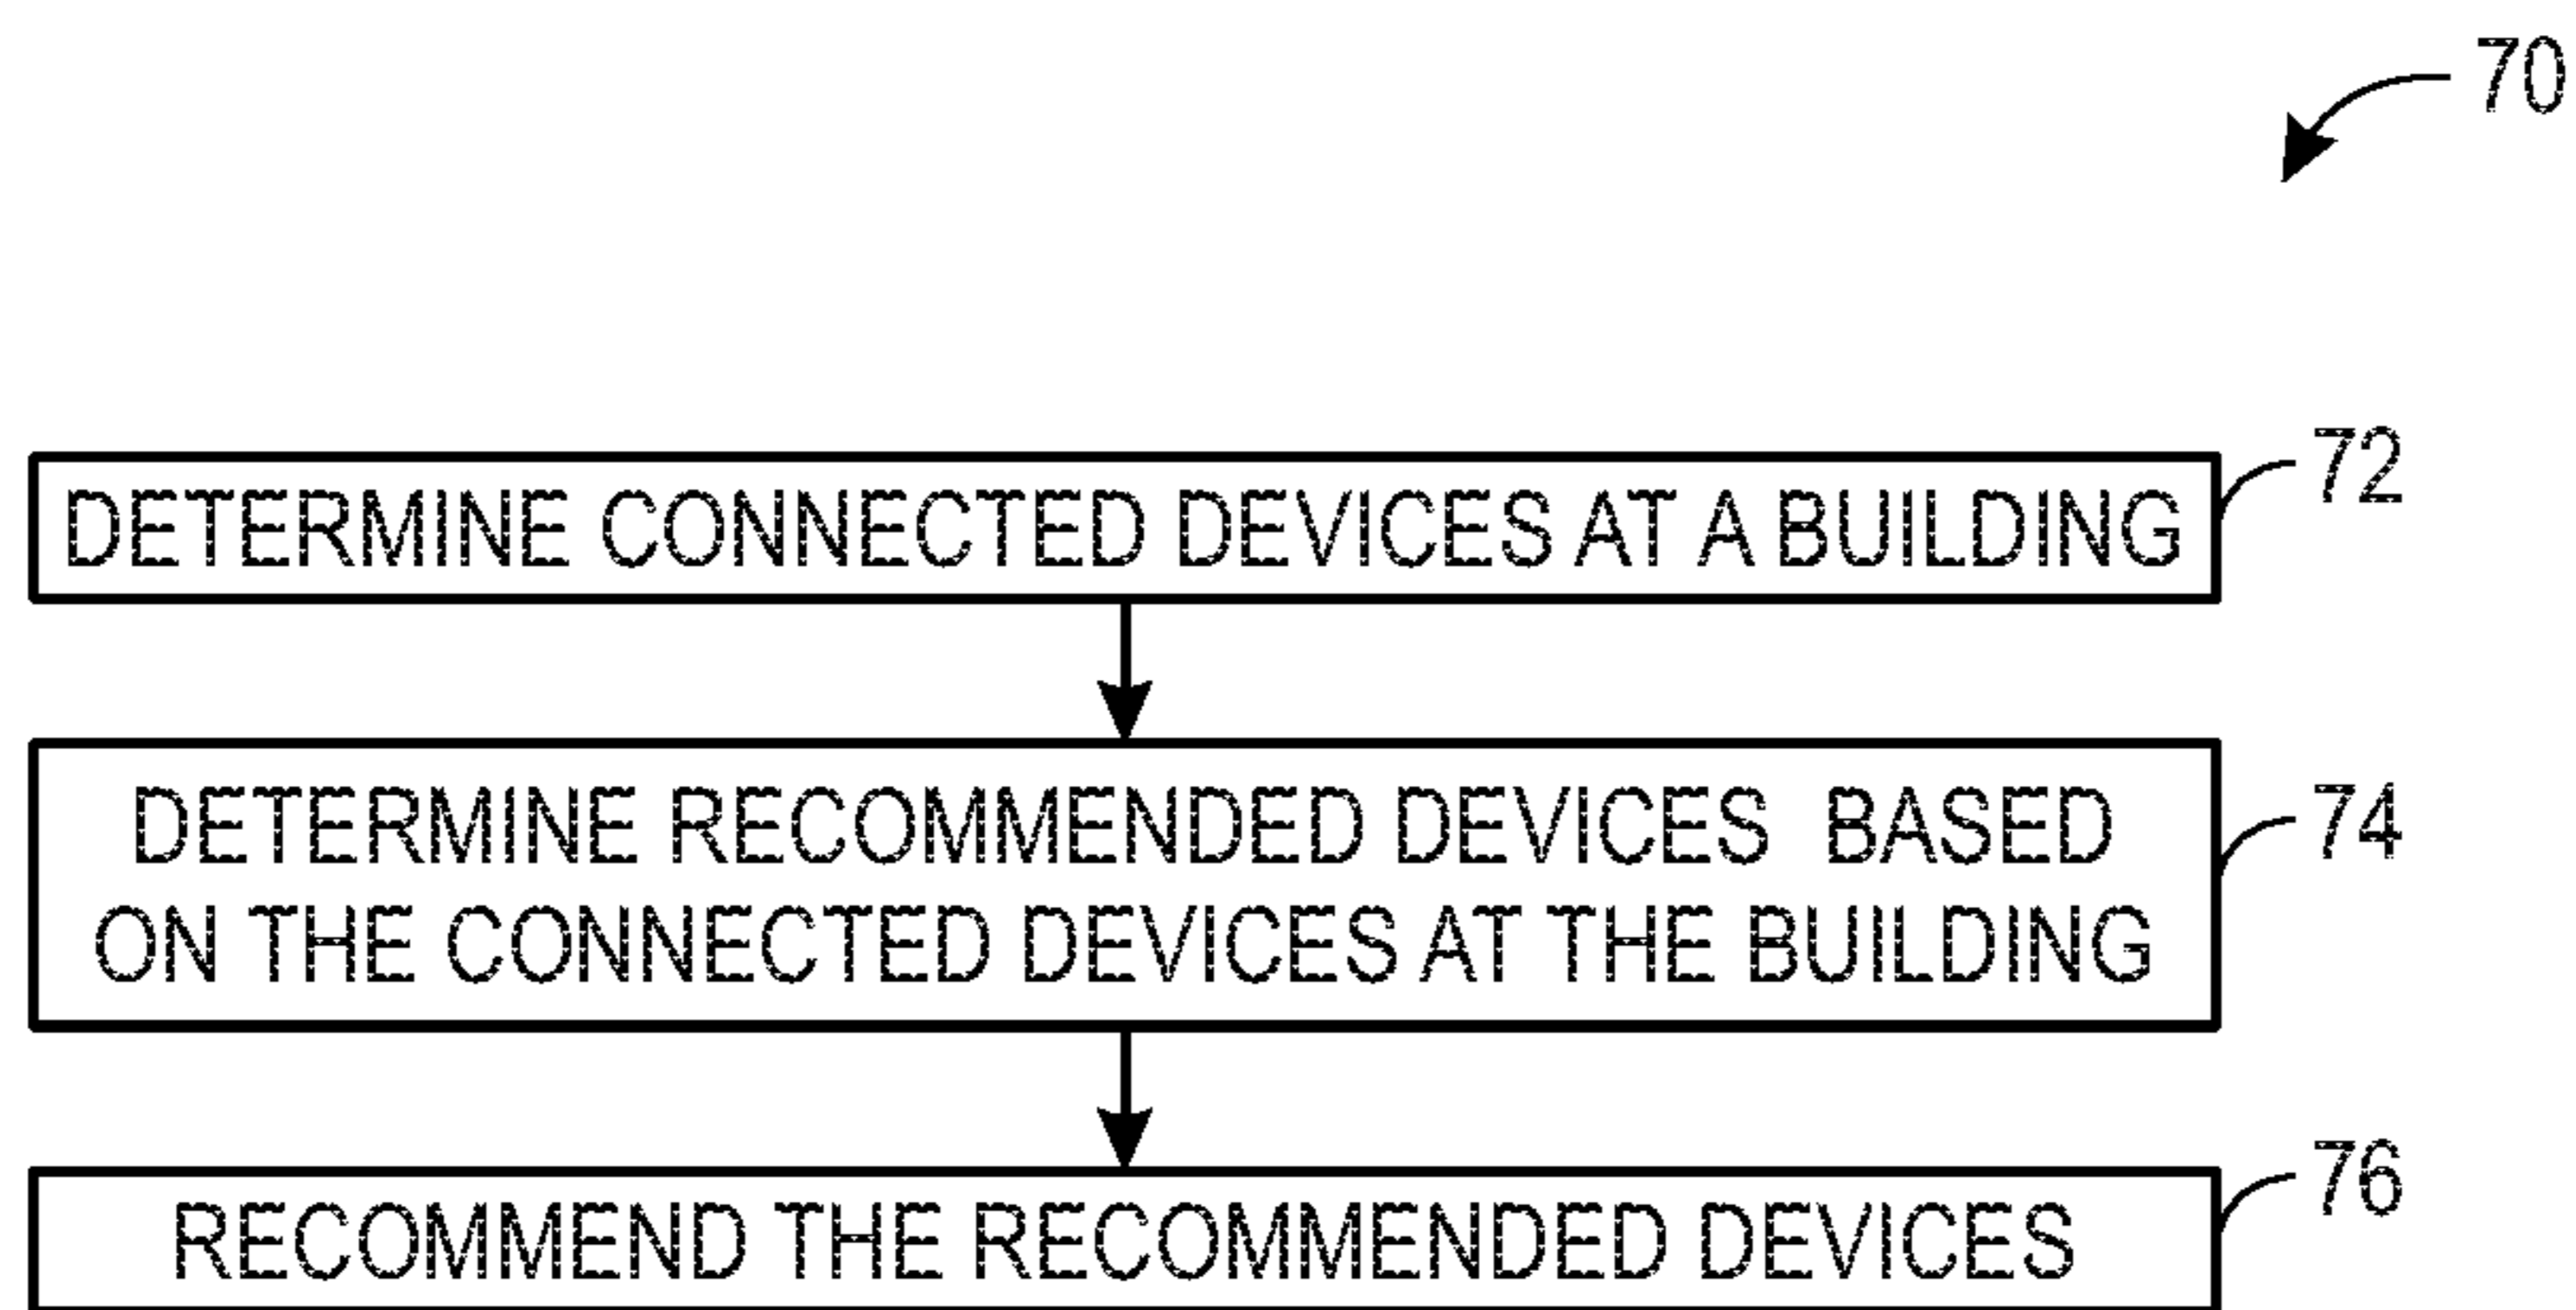 70
DETERMINE CONNECTED DEVICES AT A BUILDING
72
DETERMINE RECOMMENDED DEVICES BASED
ON THE CONNECTED DEVICES AT THE BUILDING
74
RECOMMEND THE RECOMMENDED DEVICES
76